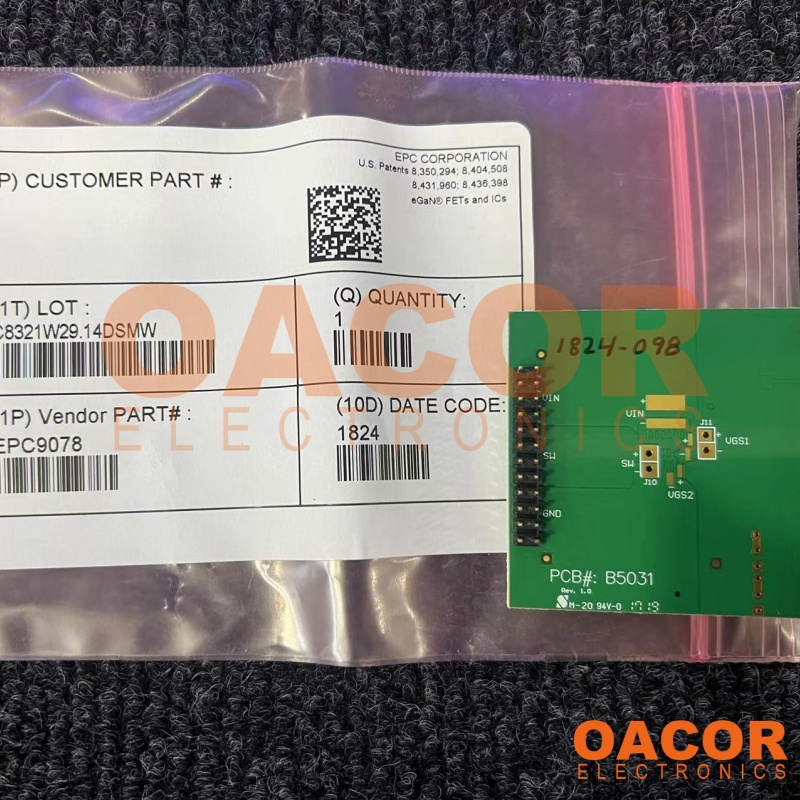 EPC CORPORATION
U.S. Patents 8,350,294; 8,404,508
8,431,960; 8,436,398
eGaN® FETs and ICs
P) CUSTOMER PART # :
1T) LOT :
C8321W29.14DSMW
(Q) QUANTITY:
1
1P) Vendor PART# :
EPC9078
(10D) DATE CODE:
1824
OACOR
ELECTRONICS
1824-098
VIN
SW
GND
VIN
+
-
J11
+
-
VGS1
SW
J10
- +
VGS2
PCB#: B5031
Rev. 1.0
M-20 94V-0 1719
OACOR
ELECTRONICS